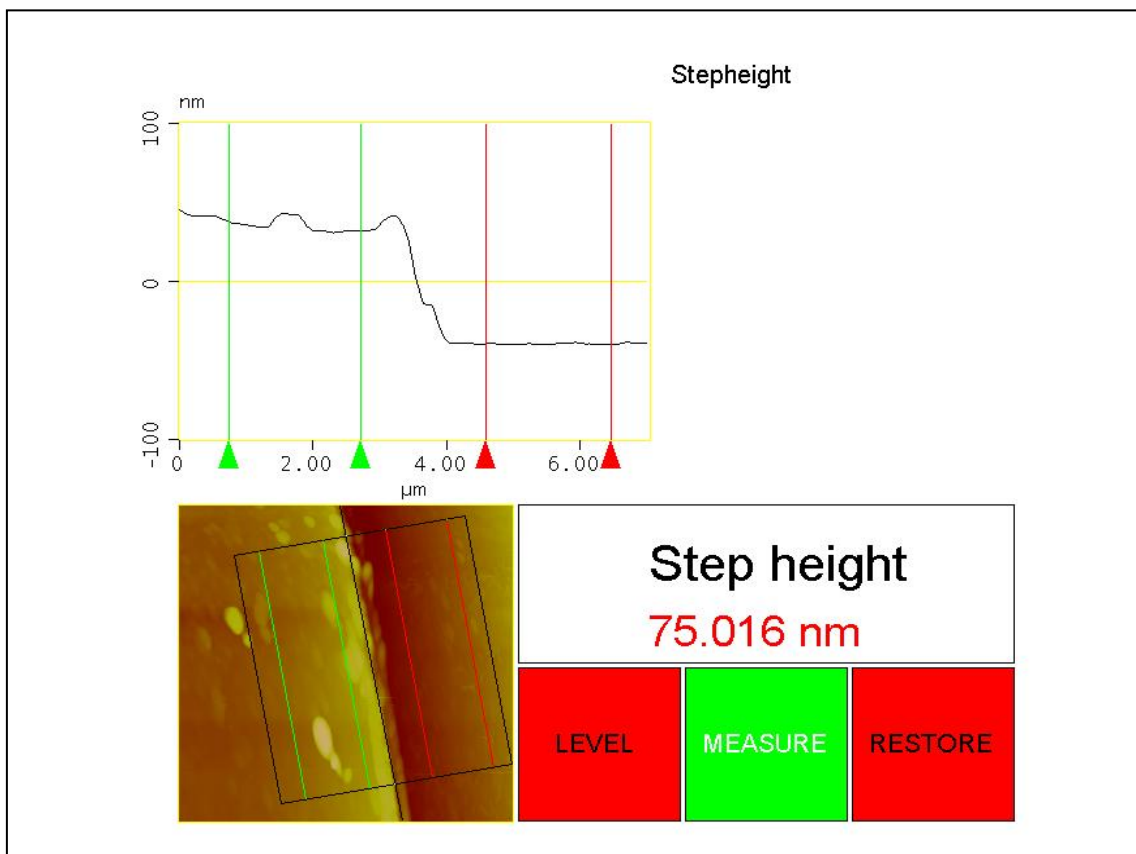 Stepheight
nm
100
0
-100
0 2.00 4.00 6.00
µm
Step height
75.016 nm
LEVEL MEASURE RESTORE